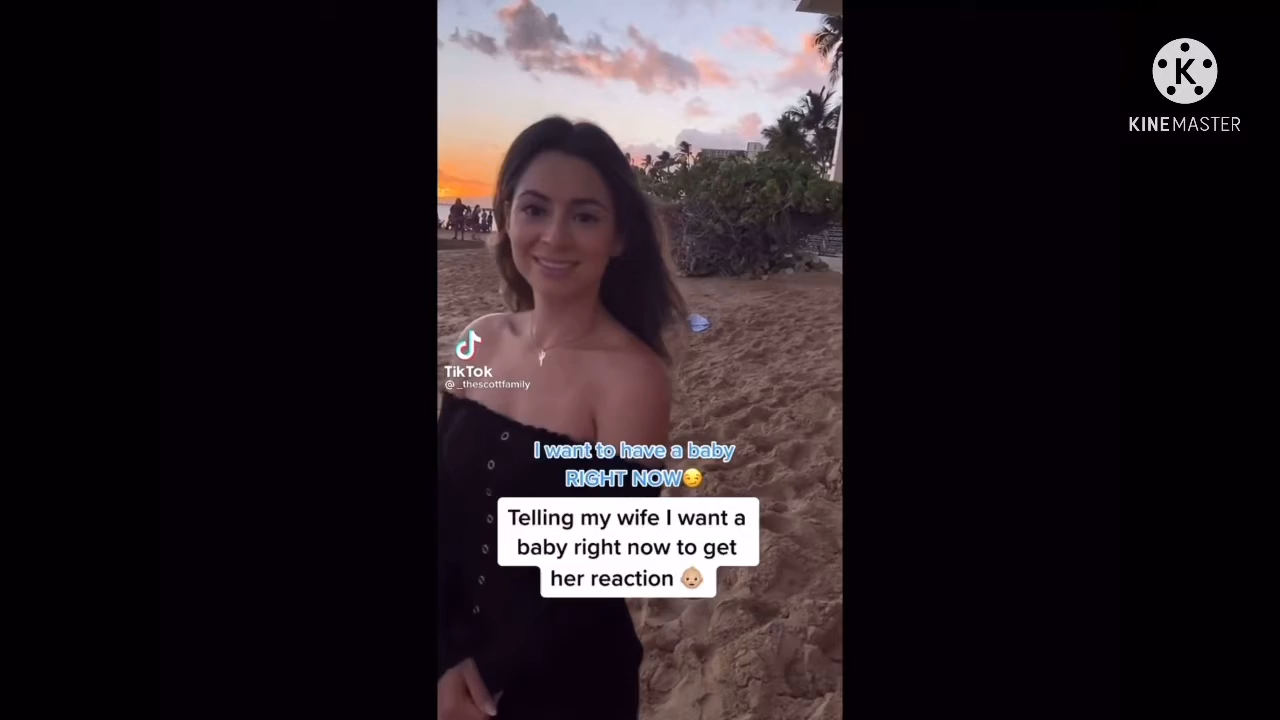 KINEMASTER
TikTok
@_thescottfamily
I want to have a baby
RIGHT NOW😏
Telling my wife I want a
baby right now to get
her reaction 👶🏼